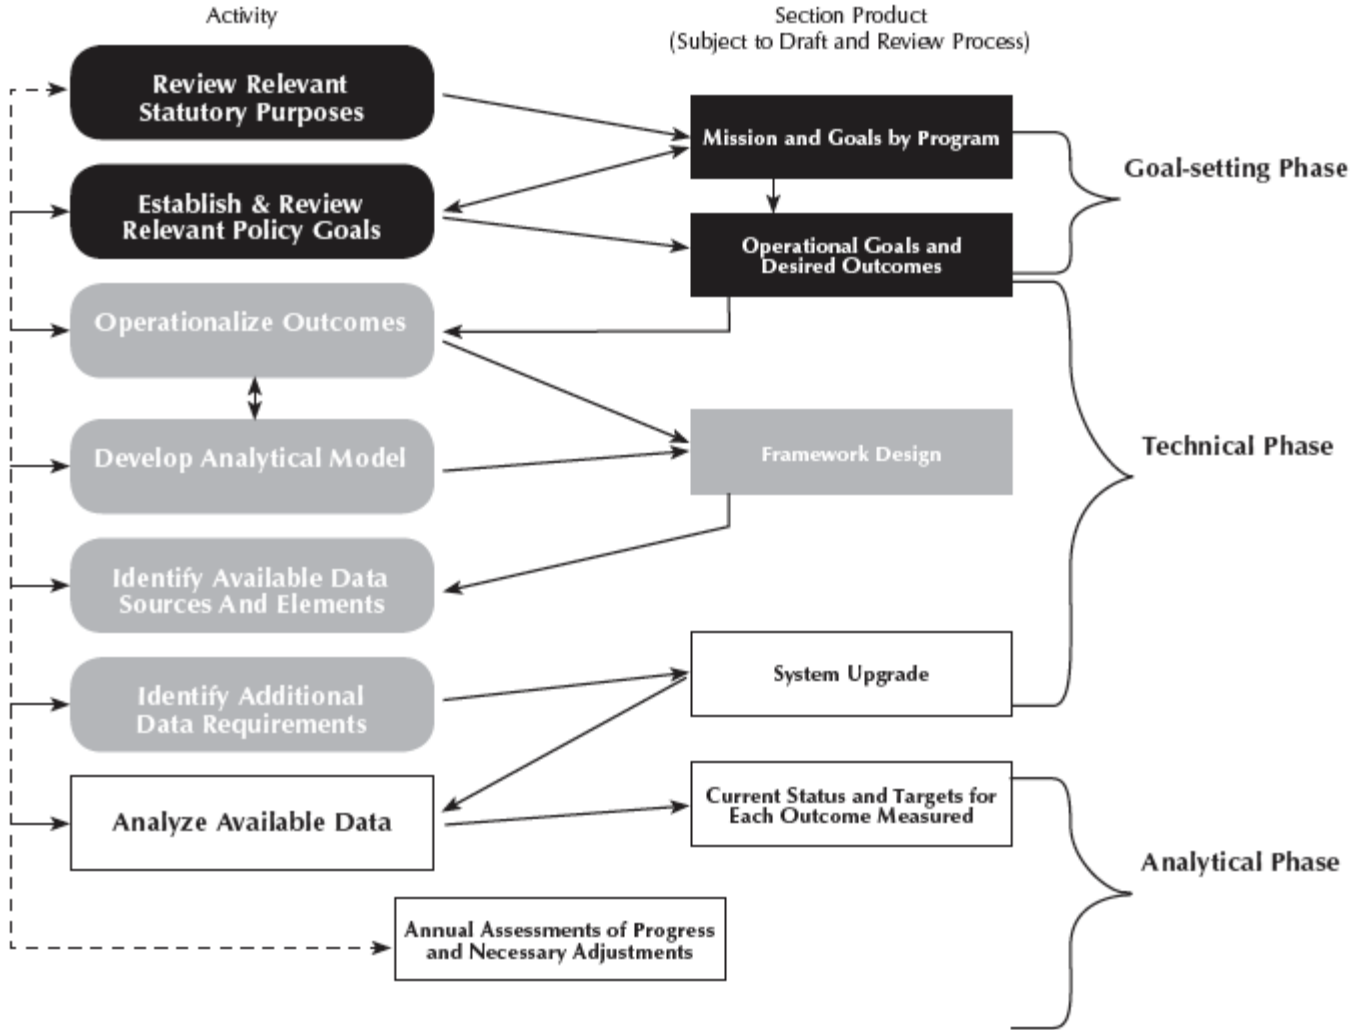 Activity
Section Product
(Subject to Draft and Review Process)
Review Relevant
Statutory Purposes
Mission and Goals by Program
Goal-setting Phase
Establish & Review
Relevant Policy Goals
Operational Goals and
Desired Outcomes
Operationalize Outcomes
Develop Analytical Model
Framework Design
Technical Phase
Identify Available Data
Sources And Elements
Identify Additional
Data Requirements
System Upgrade
Analyze Available Data
Current Status and Targets for
Each Outcome Measured
Analytical Phase
Annual Assessments of Progress
and Necessary Adjustments